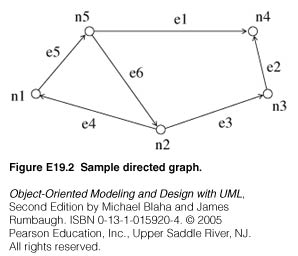 n5
e1
n4
e5
e6
e2
n1
e4
e3
n3
n2
Figure E19.2 Sample directed graph.
Object-Oriented Modeling and Design with UML,
Second Edition by Michael Blaha and James
Rumbaugh. ISBN 0-13-1-015920-4. © 2005
Pearson Education, Inc., Upper Saddle River, NJ.
All rights reserved.